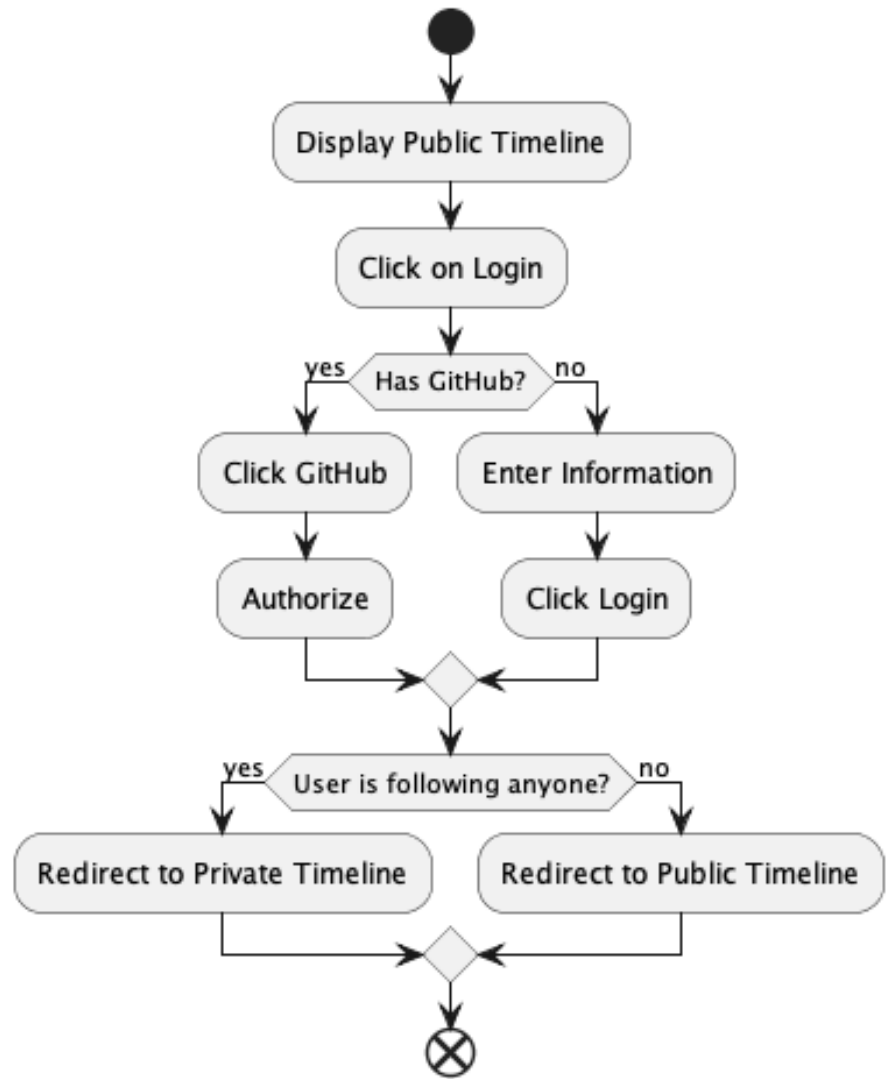 Display Public Timeline
Click on Login
yes
Has GitHub?
no
Click GitHub
Enter Information
Authorize
Click Login
yes
User is following anyone?
no
Redirect to Private Timeline
Redirect to Public Timeline